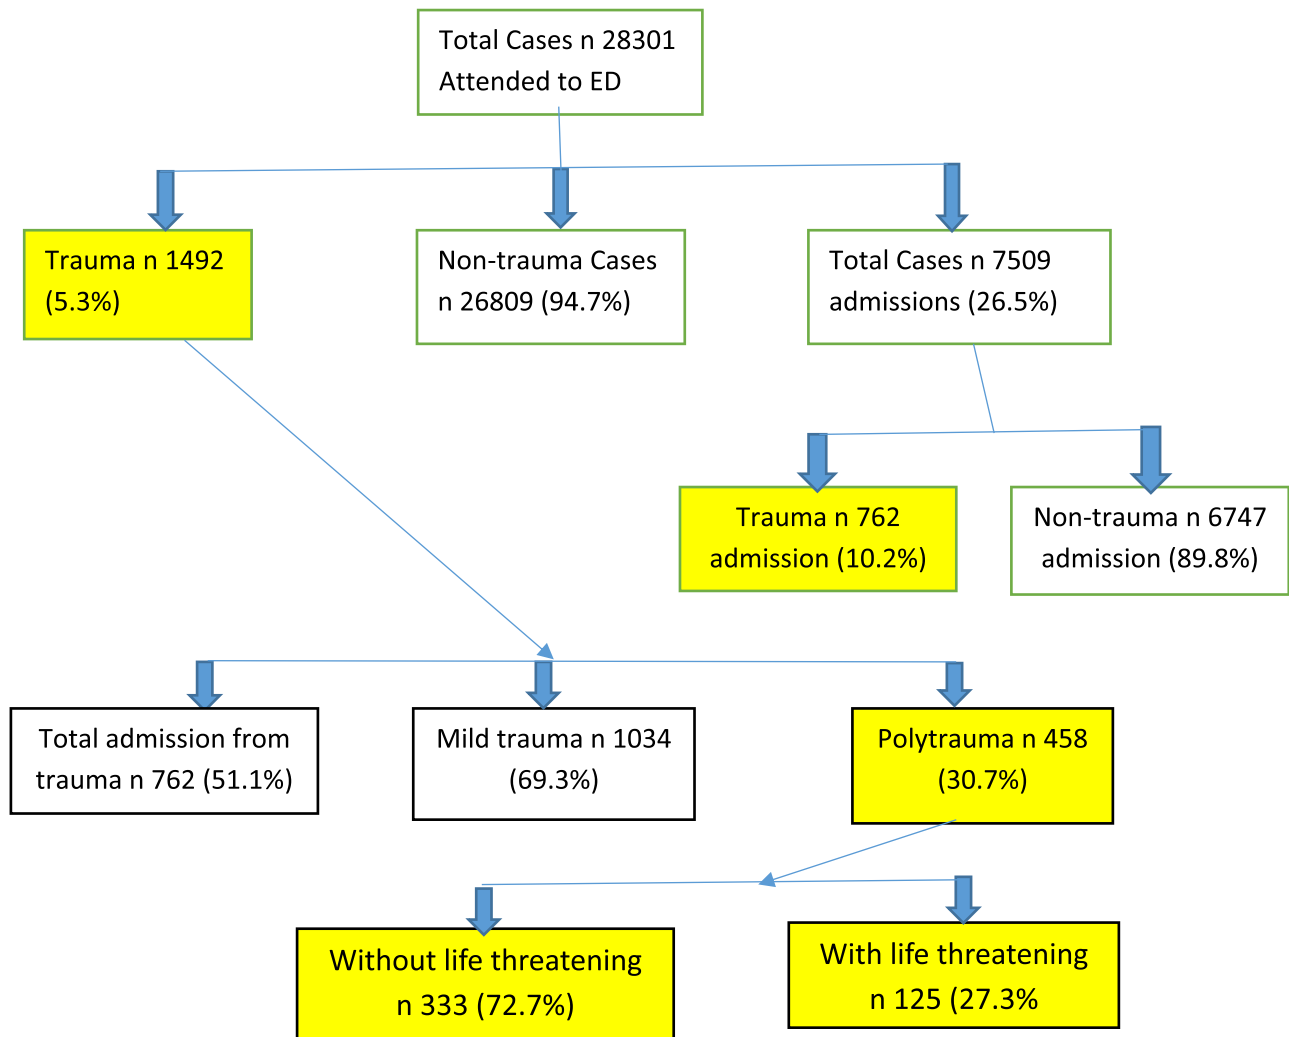 Total Cases n 28301
Attended to ED
Trauma n 1492
(5.3%)
Non-trauma Cases
n 26809 (94.7%)
Total Cases n 7509
admissions (26.5%)
Trauma n 762
admission (10.2%)
Non-trauma n 6747
admission (89.8%)
Total admission from
trauma n 762 (51.1%)
Mild trauma n 1034
(69.3%)
Polytrauma n 458
(30.7%)
Without life threatening
n 333 (72.7%)
With life threatening
n 125 (27.3%